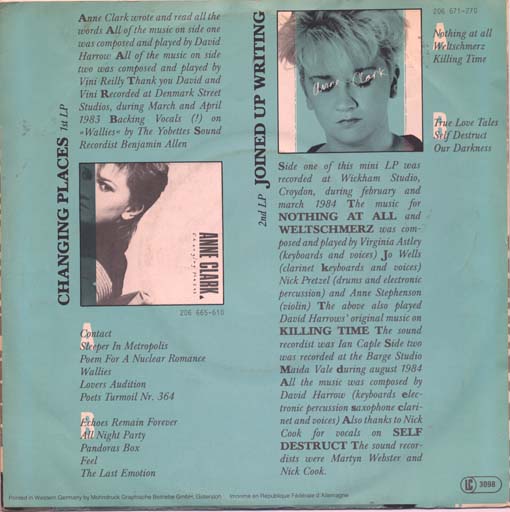 Anne Clark wrote and read all the
words All of the music on side one
was composed and played by David
Harrow All of the music on side
two was composed and played by
Vini Reilly Thank you David and
Vini Recorded at Denmark Street
Studios, during March and April
1983 Backing Vocals (!) on
»Wallies« by The Yobettes Sound
Recordist Benjamin Allen
CHANGING PLACES 1st LP
ANNE CLARK.
Changing Places
206 665-610
A
Contact
Sleeper In Metropolis
Poem For A Nuclear Romance
Wallies
Lovers Audition
Poets Turmoil Nr. 364
B
Echoes Remain Forever
All Night Party
Pandoras Box
Feel
The Last Emotion
2nd LP JOINED UP WRITING
Anne Clark
206 671-270
A
Nothing at all
Weltschmerz
Killing Time
B
True Love Tales
Self Destruct
Our Darkness
Side one of this mini LP was
recorded at Wickham Studio,
Croydon, during february and
march 1984 The music for
NOTHING AT ALL and
WELTSCHMERZ was com-
posed and played by Virginia Astley
(keyboards and voices) Jo Wells
(clarinet keyboards and voices)
Nick Pretzel (drums and electronic
percussion) and Anne Stephenson
(violin) The above also played
David Harrows' original music on
KILLING TIME The sound
recordist was Ian Caple Side two
was recorded at the Barge Studio
Maida Vale during august 1984
All the music was composed by
David Harrow (keyboards elec-
tronic percussion saxophone clari-
net and voices) Also thanks to Nick
Cook for vocals on SELF
DESTRUCT The sound recor-
dists were Martyn Webster and
Nick Cook.
Printed in Western Germany by Mohndruck Graphische Betriebe GmbH, Gütersloh Imprimé en République Fédérale d'Allemagne
LC 3098